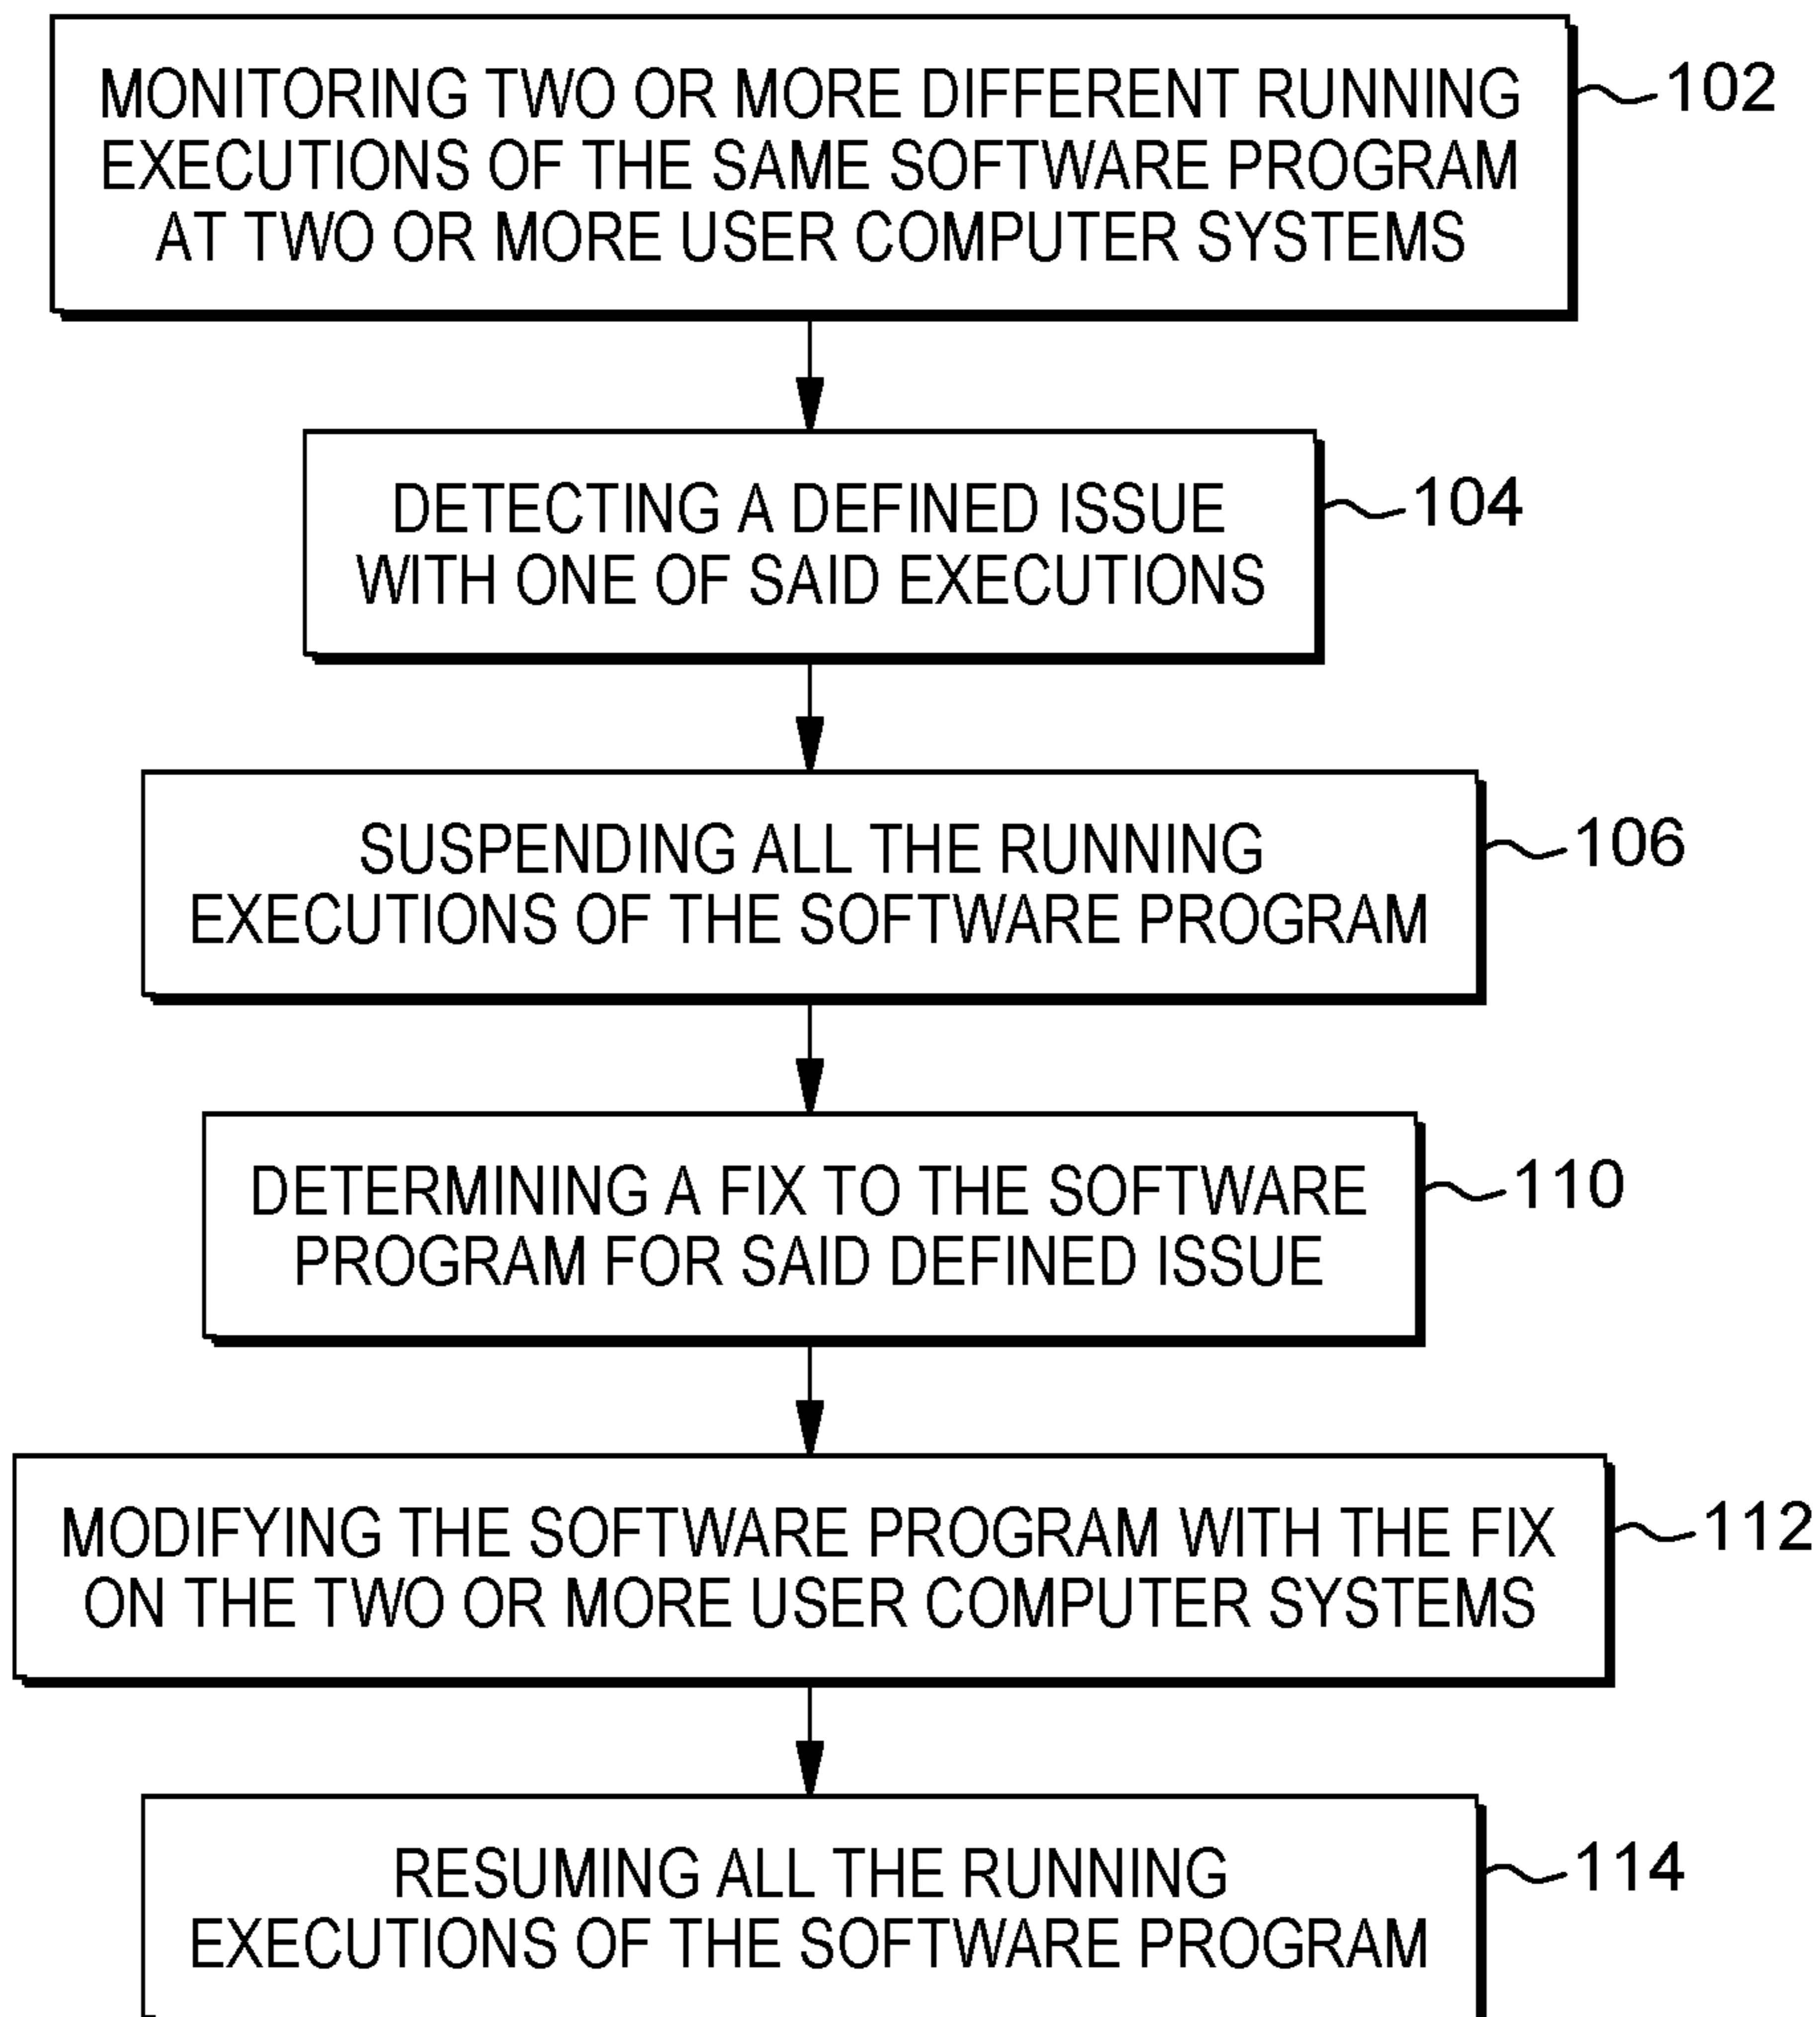 MONITORING TWO OR MORE DIFFERENT RUNNING
EXECUTIONS OF THE SAME SOFTWARE PROGRAM
AT TWO OR MORE USER COMPUTER SYSTEMS
102
DETECTING A DEFINED ISSUE
WITH ONE OF SAID EXECUTIONS
104
SUSPENDING ALL THE RUNNING
EXECUTIONS OF THE SOFTWARE PROGRAM
106
DETERMINING A FIX TO THE SOFTWARE
PROGRAM FOR SAID DEFINED ISSUE
110
MODIFYING THE SOFTWARE PROGRAM WITH THE FIX
ON THE TWO OR MORE USER COMPUTER SYSTEMS
112
RESUMING ALL THE RUNNING
EXECUTIONS OF THE SOFTWARE PROGRAM
114